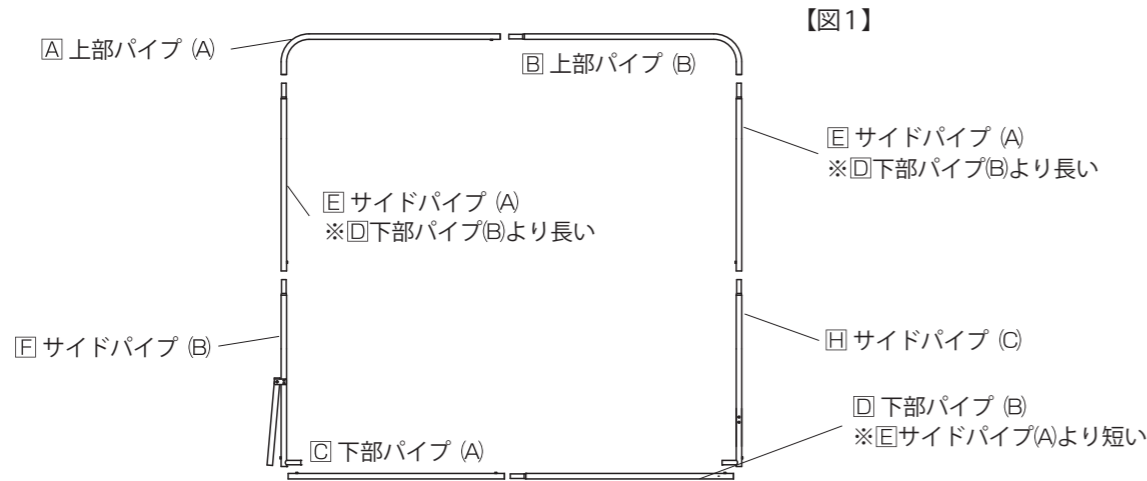 【図1】
A 上部パイプ (A)
B 上部パイプ (B)
E サイドパイプ (A)
※D下部パイプ(B)より長い
E サイドパイプ (A)
※D下部パイプ(B)より長い
F サイドパイプ (B)
H サイドパイプ (C)
D 下部パイプ (B)
※Eサイドパイプ(A)より短い
C 下部パイプ (A)